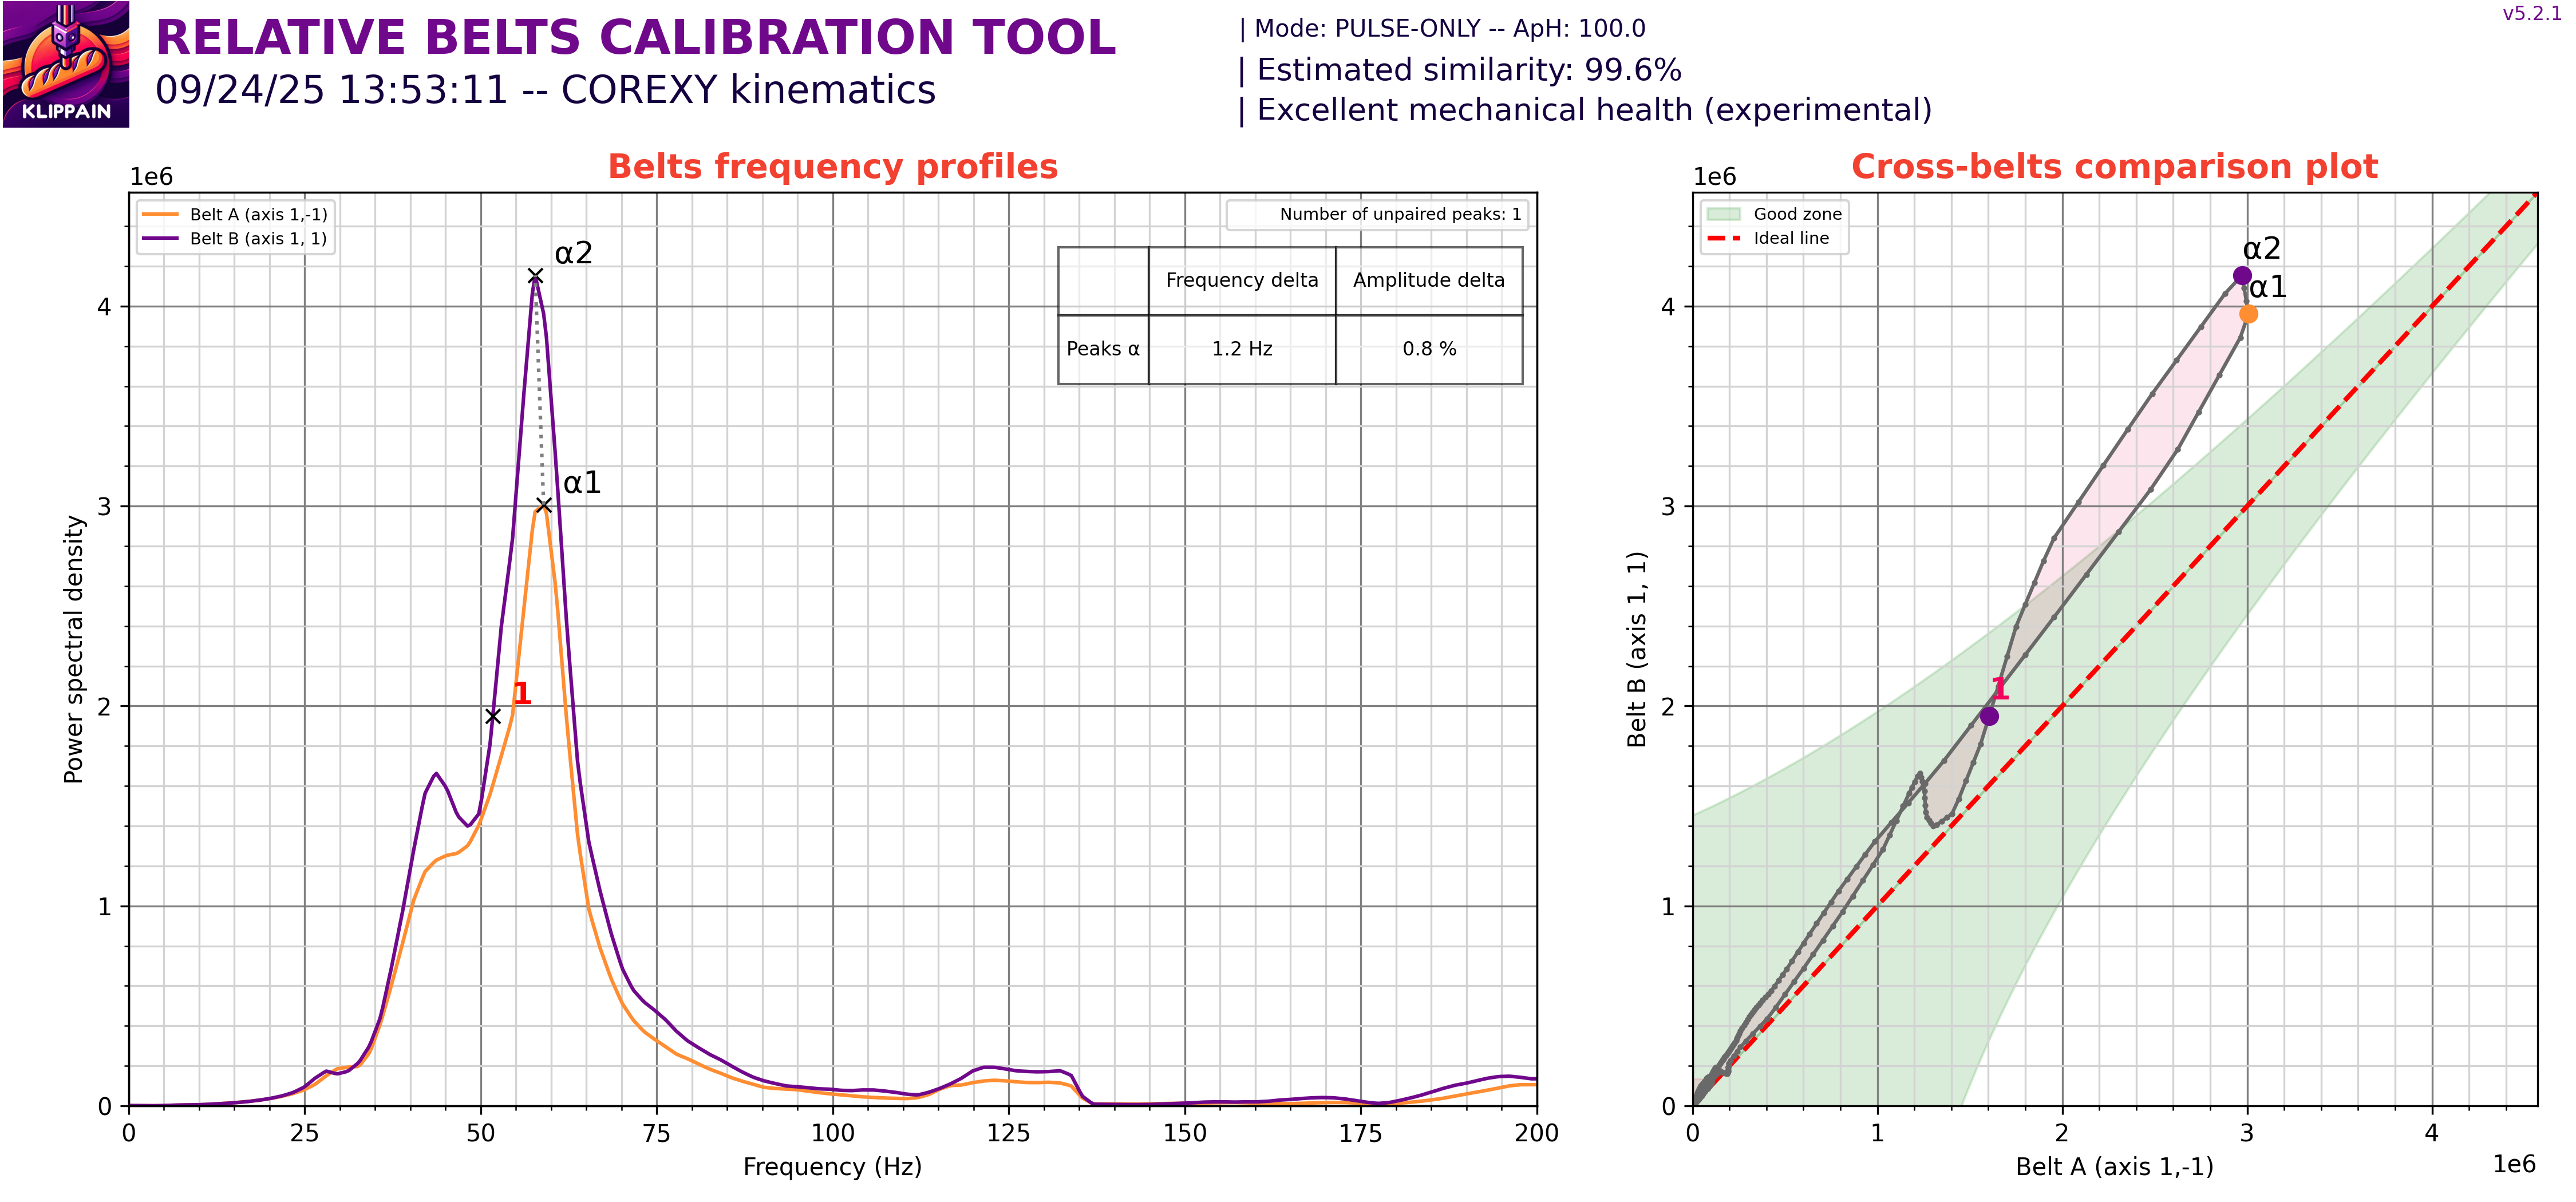 v5.2.1
KLIPPAIN
RELATIVE BELTS CALIBRATION TOOL
09/24/25 13:53:11 -- COREXY kinematics
| Mode: PULSE-ONLY -- ApH: 100.0
| Estimated similarity: 99.6%
| Excellent mechanical health (experimental)
Belts frequency profiles
1e6
Belt A (axis 1,-1)
Belt B (axis 1, 1)
Number of unpaired peaks: 1
Frequency delta Amplitude delta
Peaks α 1.2 Hz 0.8 %
α2
α1
1
4
3
2
1
0
Power spectral density
0 25 50 75 100 125 150 175 200
Frequency (Hz)
Cross-belts comparison plot
1e6
Good zone
Ideal line
α2
α1
1
4
3
2
1
0
Belt B (axis 1, 1)
0 1 2 3 4
Belt A (axis 1,-1)
1e6